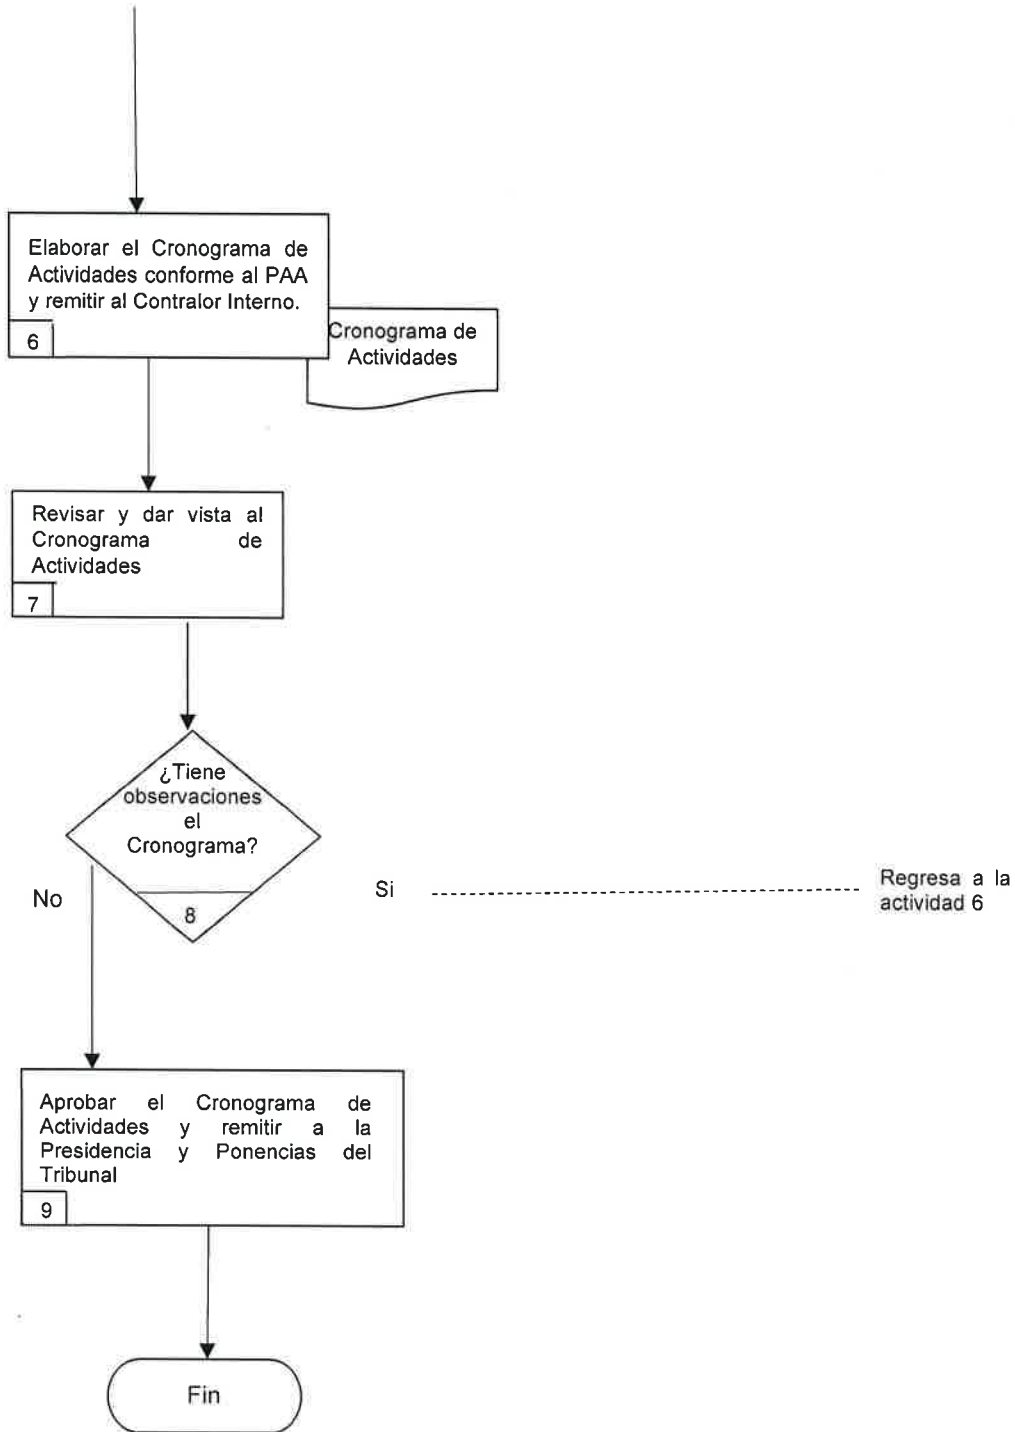 Elaborar el Cronograma de
Actividades conforme al PAA
y remitir al Contralor Interno.
6
Cronograma de
Actividades
Revisar y dar vista al
Cronograma de
Actividades
7
¿Tiene
observaciones
el
Cronograma?
8
No
Si
Regresa a la
actividad 6
Aprobar el Cronograma de
Actividades y remitir a la
Presidencia y Ponencias del
Tribunal
9
Fin